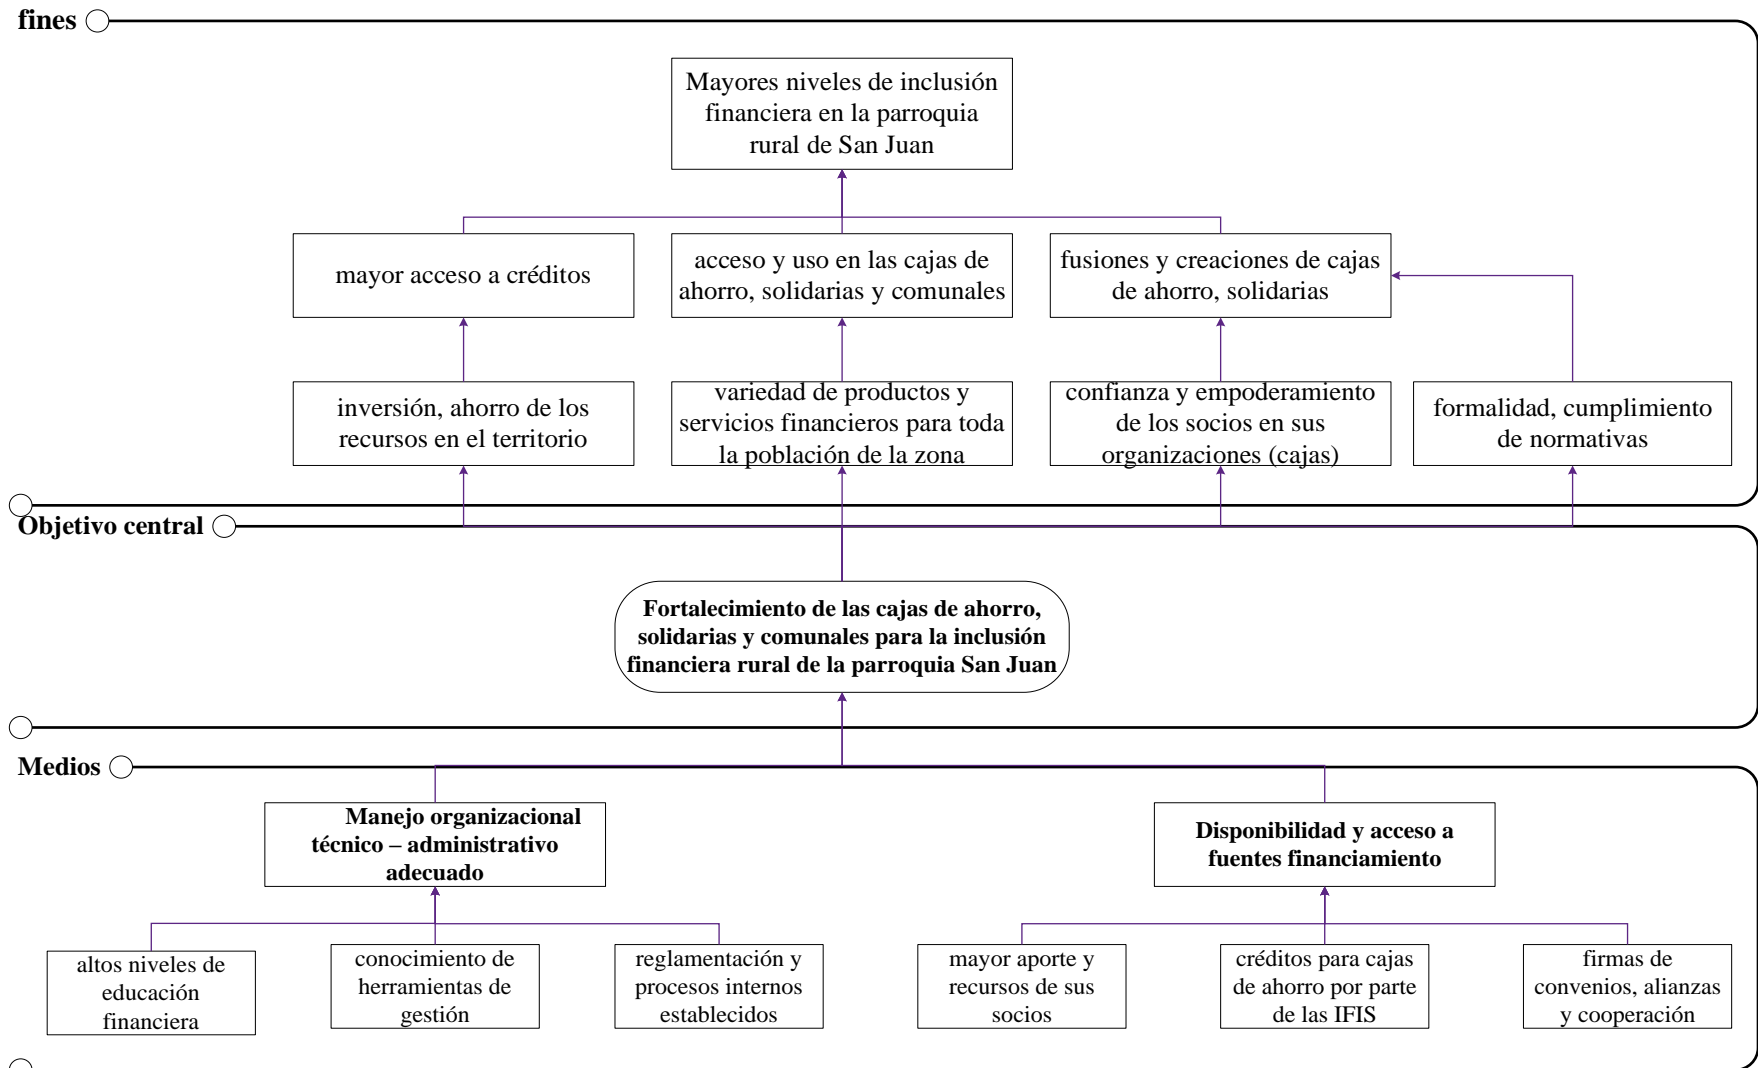 fines
Mayores niveles de inclusión
financiera en la parroquia
rural de San Juan
mayor acceso a créditos
acceso y uso en las cajas de
ahorro, solidarias y comunales
fusiones y creaciones de cajas
de ahorro, solidarias
inversión, ahorro de los
recursos en el territorio
variedad de productos y
servicios financieros para toda
la población de la zona
confianza y empoderamiento
de los socios en sus
organizaciones (cajas)
formalidad, cumplimiento
de normativas
Objetivo central
Fortalecimiento de las cajas de ahorro,
solidarias y comunales para la inclusión
financiera rural de la parroquia San Juan
Medios
Manejo organizacional
técnico – administrativo
adecuado
Disponibilidad y acceso a
fuentes financiamiento
altos niveles de
educación
financiera
conocimiento de
herramientas de
gestión
reglamentación y
procesos internos
establecidos
mayor aporte y
recursos de sus
socios
créditos para cajas
de ahorro por parte
de las IFIS
firmas de
convenios, alianzas
y cooperación